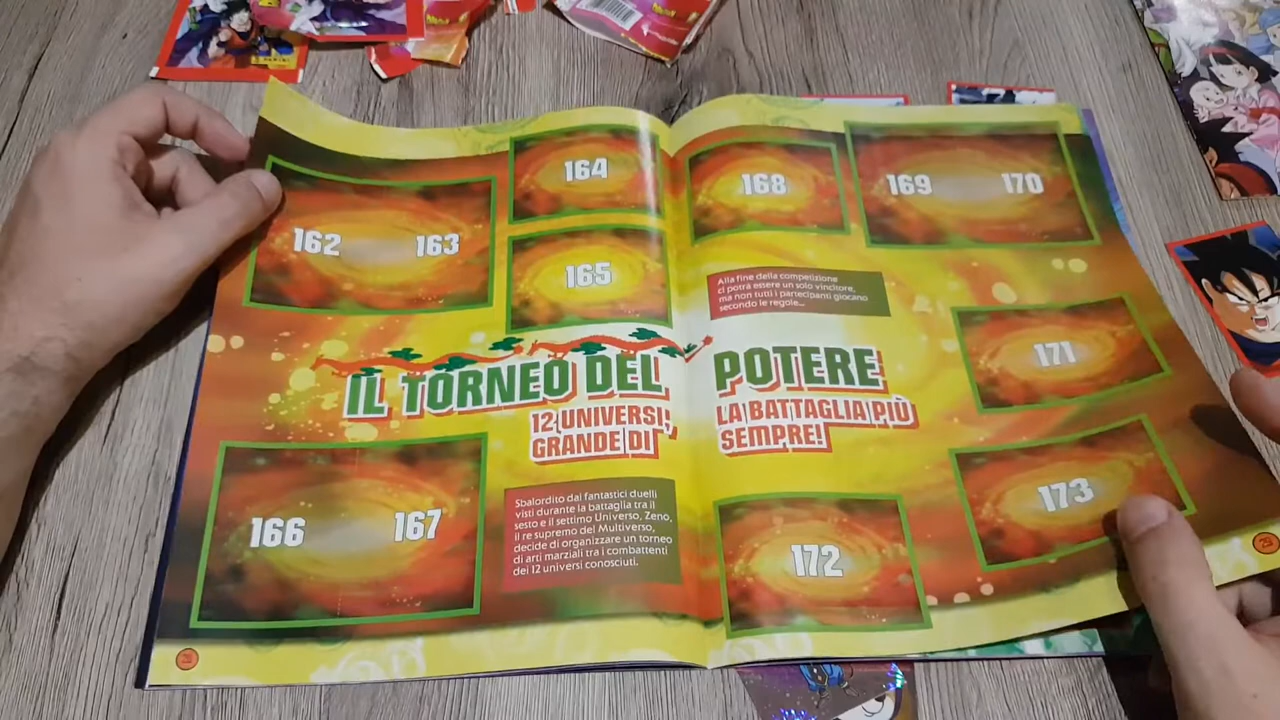 162
163
164
165
168
169
170
Alla fine della competizione
ci potrà essere un solo vincitore,
ma non tutti i partecipanti giocano
secondo le regole...
171
IL TORNEO DEL POTERE
12 UNIVERSI; LA BATTAGLIA PIÙ
GRANDE DI SEMPRE!
166
167
Sbalordito dai fantastici duelli
visti durante la battaglia tra il
sesto e il settimo Universo, Zeno,
il re supremo del Multiverso,
decide di organizzare un torneo
di arti marziali tra i combattenti
dei 12 universi conosciuti.
172
173